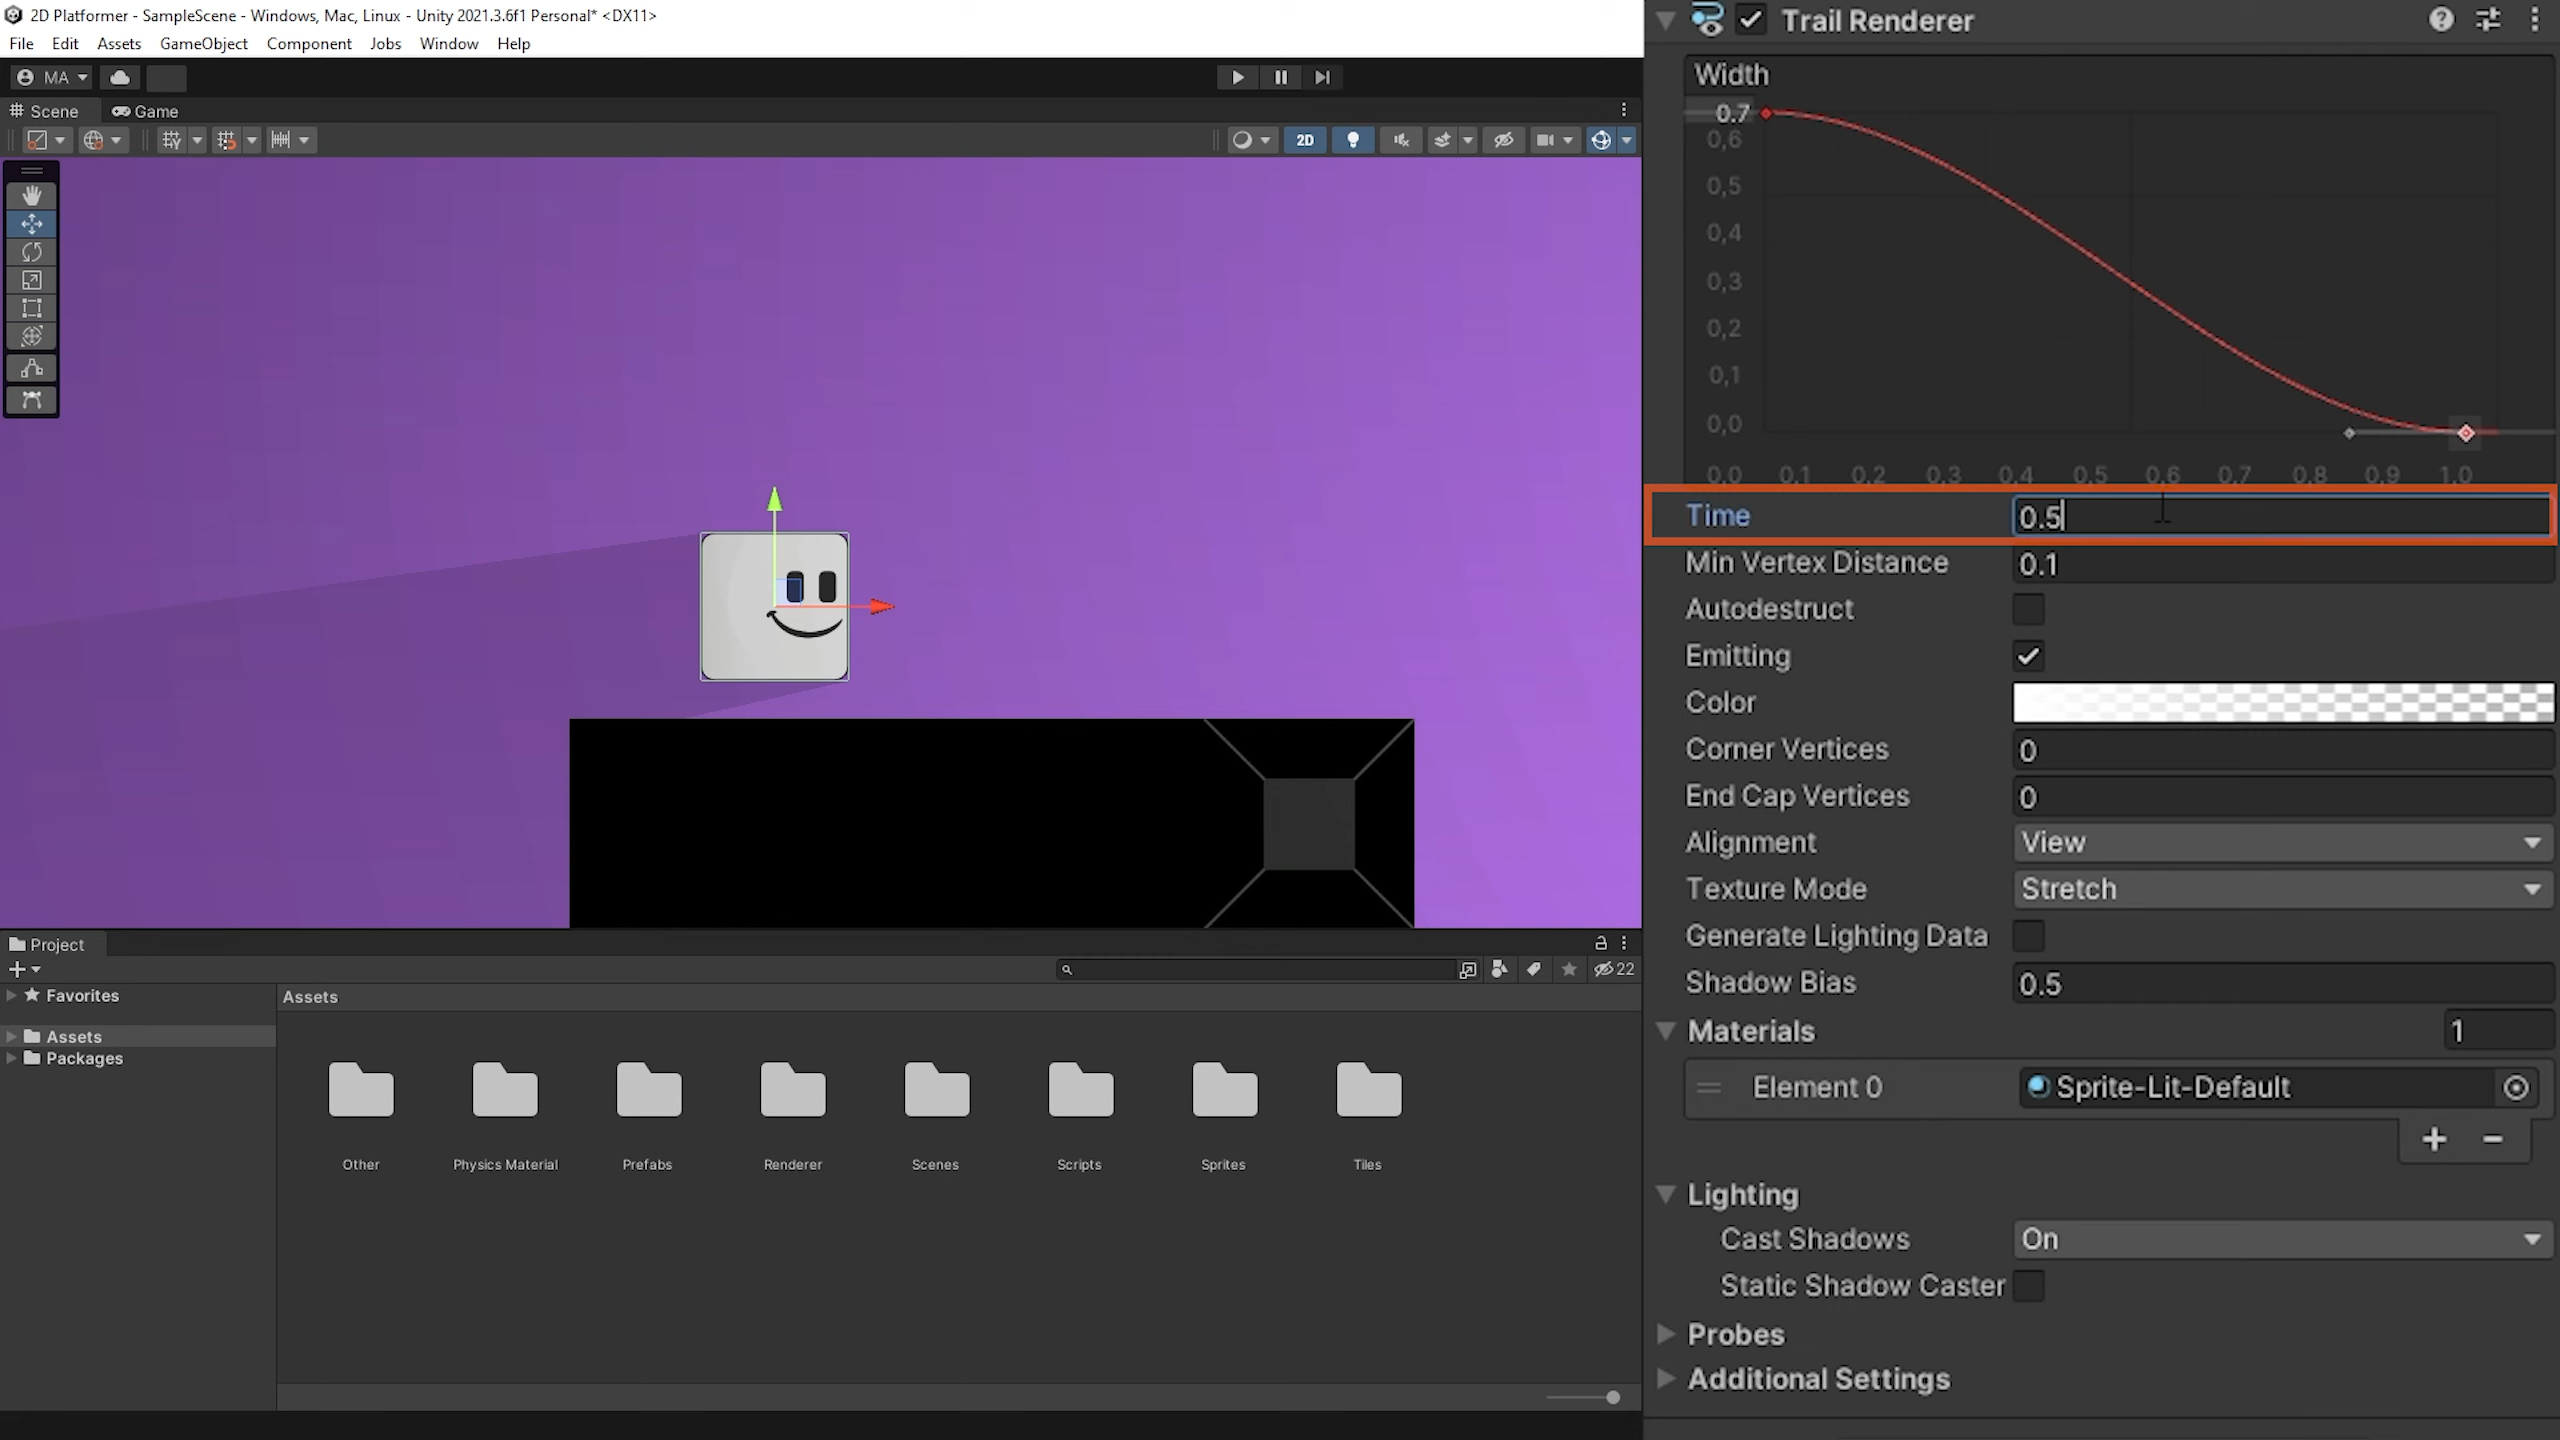 2D Platformer - SampleScene - Windows, Mac, Linux - Unity 2021.3.6f1 Personal* <DX11>
File Edit Assets GameObject Component Jobs Window Help
MA
Scene Game
2D
Project
22
Favorites
Assets
Packages
Assets
Other Physics Material Prefabs Renderer Scenes Scripts Sprites Tiles
Trail Renderer
Width
0.7
0,6
0,5
0,4
0,3
0,2
0,1
0,0
0,0 0,1 0,2 0,3 0,4 0,5 0,6 0,7 0,8 0,9 1,0
Time 0.5
Min Vertex Distance 0.1
Autodestruct
Emitting
Color
Corner Vertices 0
End Cap Vertices 0
Alignment View
Texture Mode Stretch
Generate Lighting Data
Shadow Bias 0.5
Materials 1
Element 0 Sprite-Lit-Default
Lighting
Cast Shadows On
Static Shadow Caster
Probes
Additional Settings